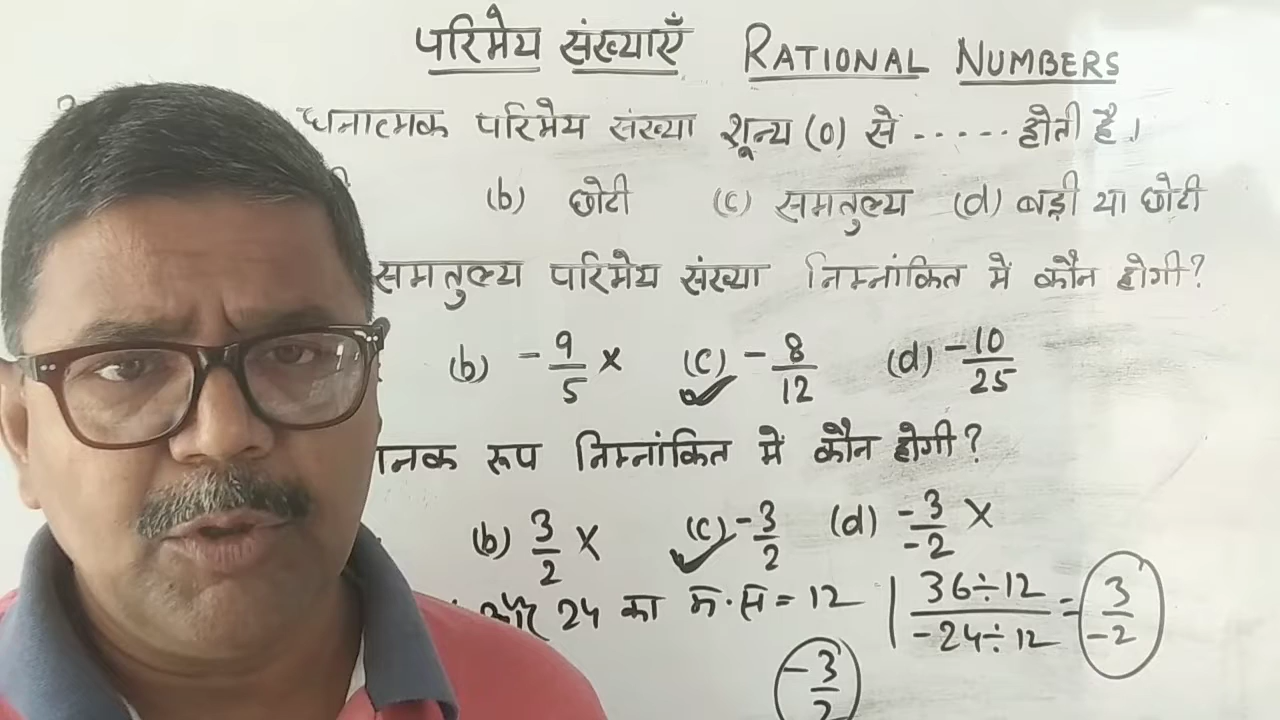 परिमेय संख्याएँ RATIONAL NUMBERS
धनात्मक परिमेय संख्या शून्य (0) से ..... होती है।
(b) छोटी (c) समतुल्य (d) बड़ी या छोटी
समतुल्य परिमेय संख्या निम्नांकित में कौन होगी?
(b) -9/5 × (c) ✓ -8/12 (d) -10/25
रूप निम्नांकित में कौन होगी?
(b) 3/2 × (c) ✓ -3/2 (d) -3/-2 ×
और 24 का म.स = 12 | 36÷12/-24÷12 = 3/-2
-3/2